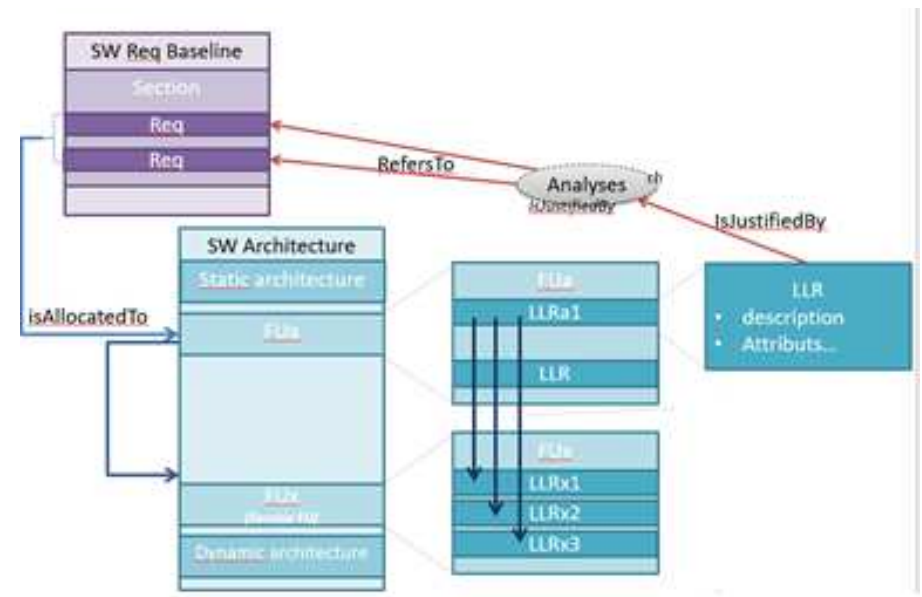 SW Req Baseline
Section
Req
Req
RefersTo
Analyses
IsJustifiedBy
IsJustifiedBy
SW Architecture
Static architecture
isAllocatedTo
FUa
LLRa1
LLR
LLR
• description
• Attributs...
FUx
LLRx1
LLRx2
LLRx3
FUx
Dynamic architecture